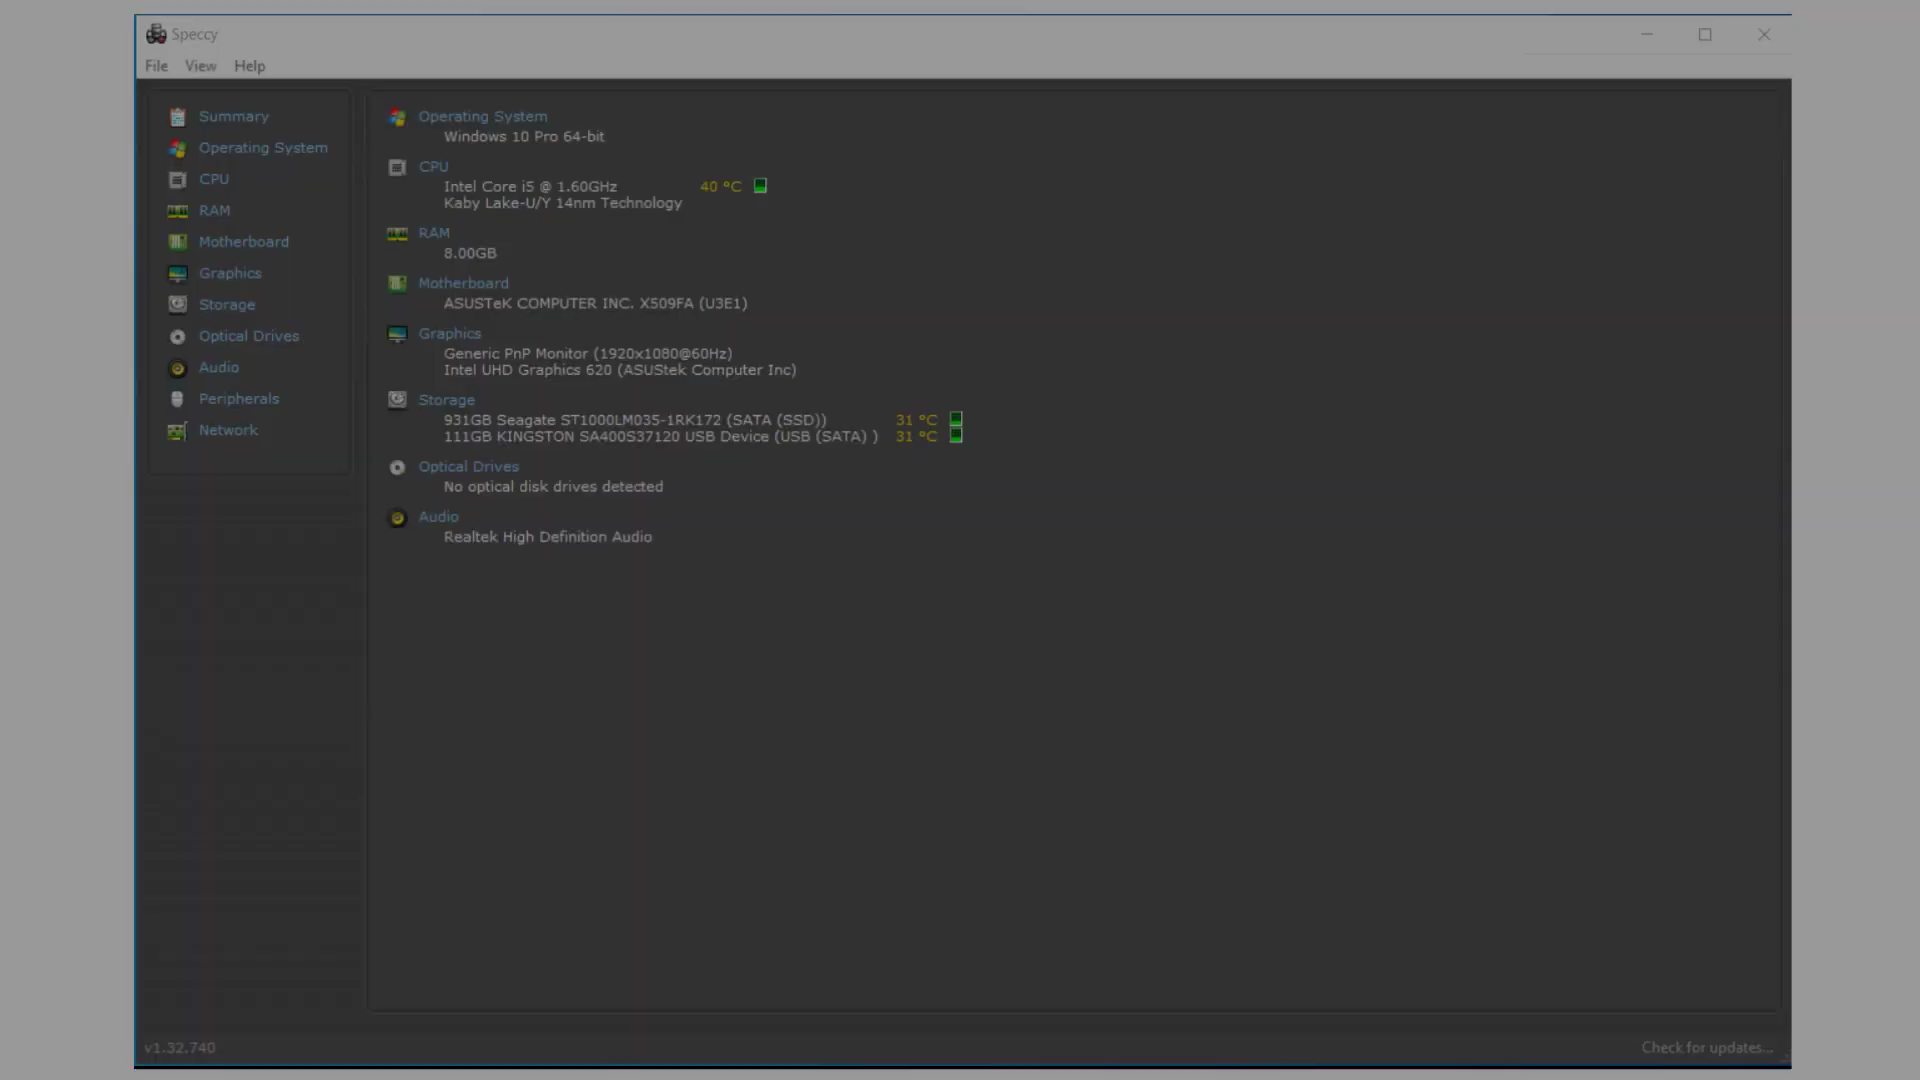 Speccy
File View Help
Summary
Operating System
CPU
RAM
Motherboard
Graphics
Storage
Optical Drives
Audio
Peripherals
Network
Operating System
Windows 10 Pro 64-bit
CPU
Intel Core i5 @ 1.60GHz 40 °C
Kaby Lake-U/Y 14nm Technology
RAM
8.00GB
Motherboard
ASUSTeK COMPUTER INC. X509FA (U3E1)
Graphics
Generic PnP Monitor (1920x1080@60Hz)
Intel UHD Graphics 620 (ASUStek Computer Inc)
Storage
931GB Seagate ST1000LM035-1RK172 (SATA (SSD)) 31 °C
111GB KINGSTON SA400S37120 USB Device (USB (SATA) ) 31 °C
Optical Drives
No optical disk drives detected
Audio
Realtek High Definition Audio
v1.32.740
Check for updates...